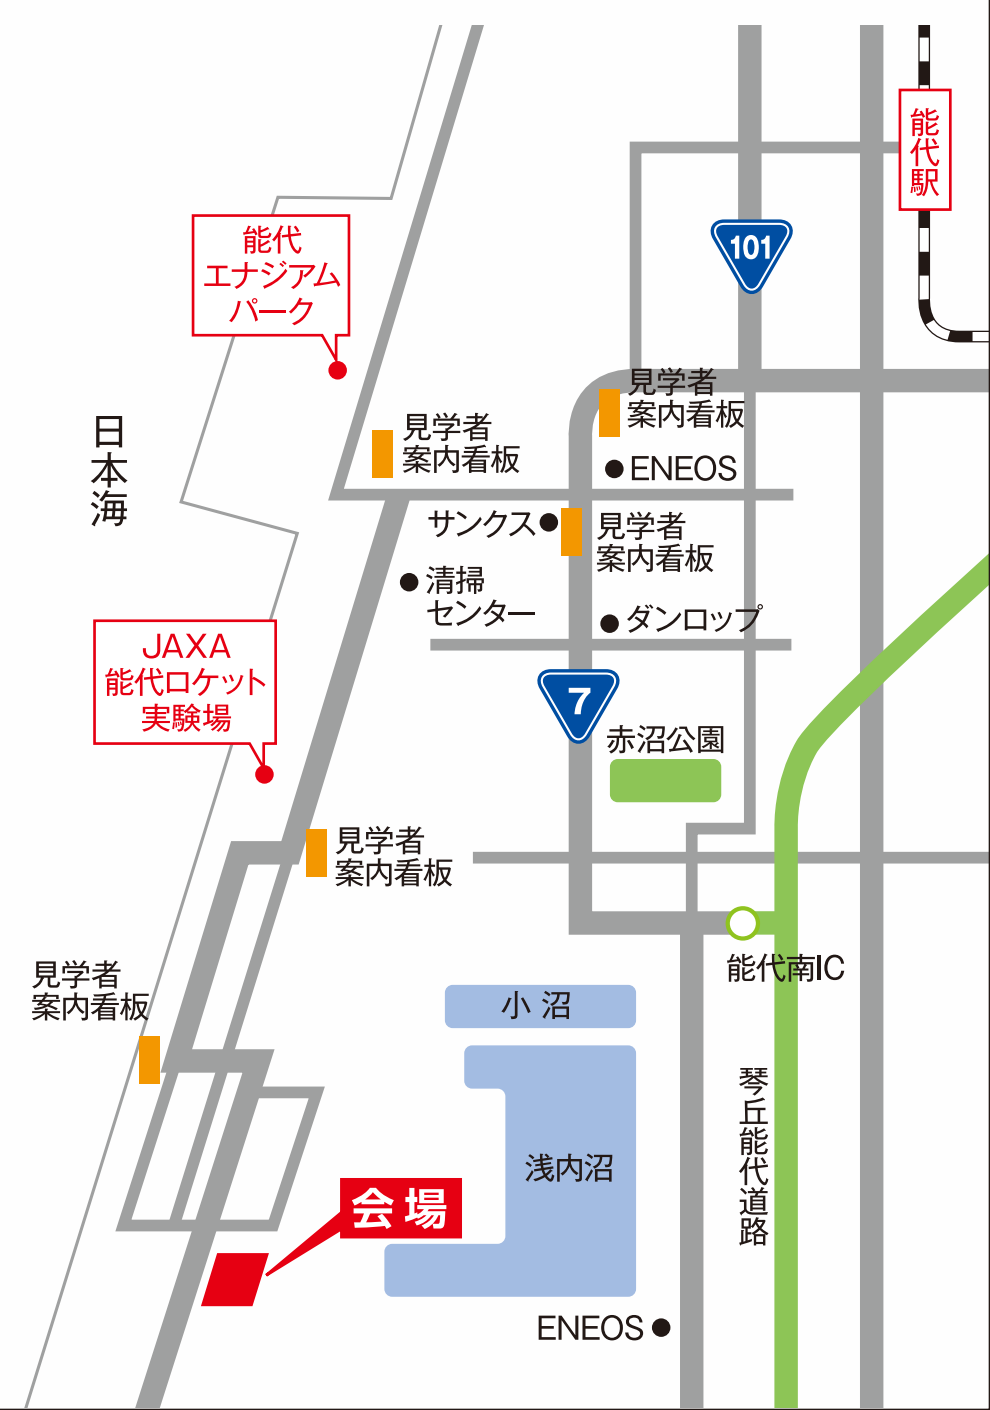 能代駅
101
能代
エナジアム
パーク
見学者
案内看板
見学者
案内看板
日本海
ENEOS
サンクス
見学者
案内看板
清掃
センター
ダンロップ
JAXA
能代ロケット
実験場
7
赤沼公園
見学者
案内看板
見学者
案内看板
能代南IC
小 沼
琴丘能代道路
浅内沼
会場
ENEOS